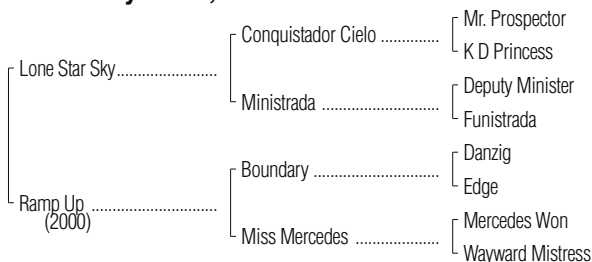 Mr. Prospector
Conquistador Cielo ..............
K D Princess
Lone Star Sky........................
Deputy Minister
Ministrada ............................
Funistrada
Danzig
Boundary ..............................
Edge
Ramp Up ..............................
(2000)
Mercedes Won
Miss Mercedes ....................
Wayward Mistress